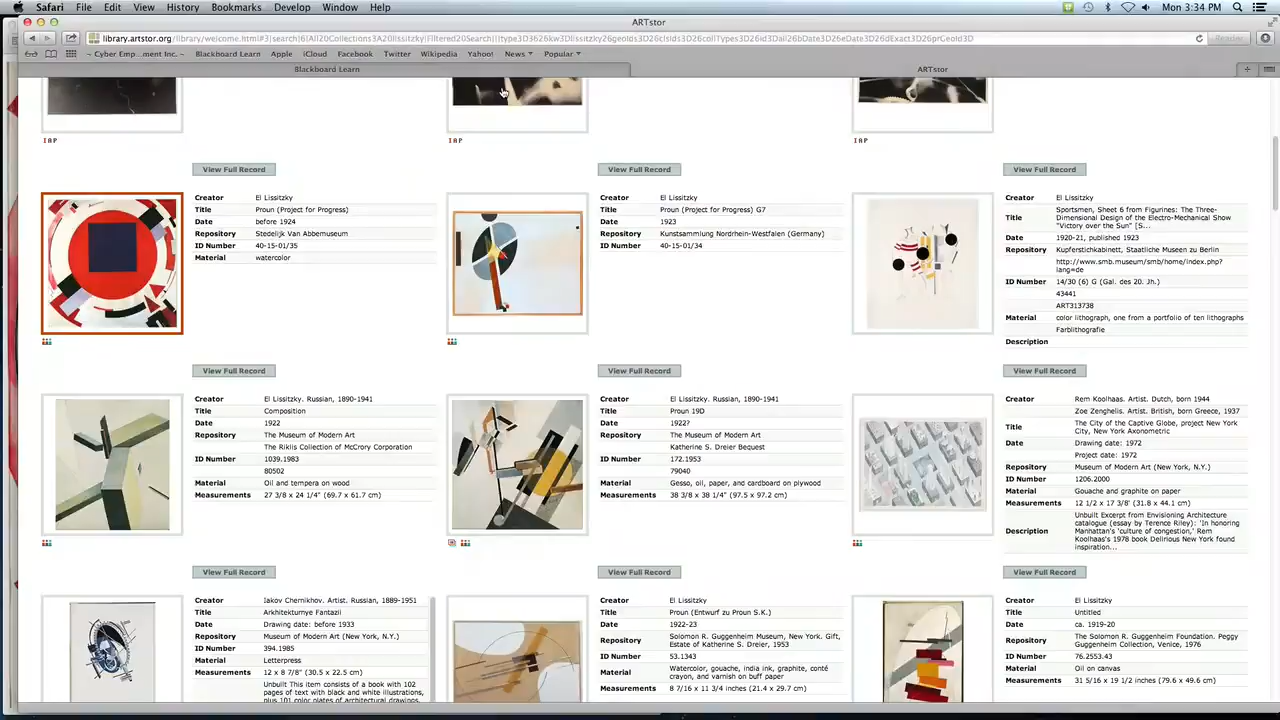 Safari File Edit View History Bookmarks Develop Window Help Mon 3:34 PM
ARTstor
Reader
Cyber Emp...ment Inc. Blackboard Learn Apple iCloud Facebook Twitter Wikipedia Yahoo! News Popular
Blackboard Learn ARTstor
IAP IAP IAP
View Full Record View Full Record View Full Record
Creator El Lissitzky
Title Proun (Project for Progress)
Date before 1924
Repository Stedelijk Van Abbemuseum
ID Number 40-15-01/35
Material watercolor
Creator El Lissitzky
Title Proun (Project for Progress) G7
Date 1923
Repository Kunstsammlung Nordrhein-Westfalen (Germany)
ID Number 40-15-01/34
Creator El Lissitzky
Title Sportsmen, Sheet 6 from Figurines: The Three-
Dimensional Design of the Electro-Mechanical Show
"Victory over the Sun" [S...
Date 1920-21, published 1923
Repository Kupferstichkabinett, Staatliche Museen zu Berlin
http://www.smb.museum/smb/home/index.php?
lang=de
ID Number 14/30 (6) G (Gal. des 20. Jh.)
43441
ART313738
Material color lithograph, one from a portfolio of ten lithographs
Farblithografie
Description
View Full Record View Full Record View Full Record
Creator El Lissitzky. Russian, 1890-1941
Title Composition
Date 1922
Repository The Museum of Modern Art
The Riklis Collection of McCrory Corporation
ID Number 1039.1983
80502
Material Oil and tempera on wood
Measurements 27 3/8 x 24 1/4" (69.7 x 61.7 cm)
Creator El Lissitzky. Russian, 1890-1941
Title Proun 19D
Date 1922?
Repository The Museum of Modern Art
Katherine S. Dreier Bequest
ID Number 172.1953
79040
Material Gesso, oil, paper, and cardboard on plywood
Measurements 38 3/8 x 38 1/4" (97.5 x 97.2 cm)
Creator Rem Koolhaas. Artist. Dutch, born 1944
Zoe Zenghelis. Artist. British, born Greece, 1937
Title The City of the Captive Globe, project New York
City, New York Axonometric
Date Drawing date: 1972
Project date: 1972
Repository Museum of Modern Art (New York, N.Y.)
ID Number 1206.2000
Material Gouache and graphite on paper
Measurements 12 1/2 x 17 3/8" (31.8 x 44.1 cm)
Description Unbuilt Excerpt from Envisioning Architecture
catalogue (essay by Terence Riley): 'In honoring
Manhattan's 'culture of congestion,' Rem
Koolhaas's 1978 book Delirious New York found
inspiration...
View Full Record View Full Record View Full Record
Creator Iakov Chernikhov. Artist. Russian, 1889-1951
Title Arkhitekturnye Fantazii
Date Drawing date: before 1933
Repository Museum of Modern Art (New York, N.Y.)
ID Number 394.1985
Material Letterpress
Measurements 12 x 8 7/8" (30.5 x 22.5 cm)
Unbuilt This item consists of a book with 102
pages of text with black and white illustrations,
plus 101 color plates of architectural drawings.
Creator El Lissitzky
Title Proun (Entwurf zu Proun S.K.)
Date 1922-23
Repository Solomon R. Guggenheim Museum, New York. Gift,
Estate of Katherine S. Dreier, 1953
ID Number 53.1343
Material Watercolor, gouache, india ink, graphite, conté
crayon, and varnish on buff paper
Measurements 8 7/16 x 11 3/4 inches (21.4 x 29.7 cm)
Creator El Lissitzky
Title Untitled
Date ca. 1919-20
Repository The Solomon R. Guggenheim Foundation. Peggy
Guggenheim Collection, Venice, 1976
ID Number 76.2553.43
Material Oil on canvas
Measurements 31 5/16 x 19 1/2 inches (79.6 x 49.6 cm)